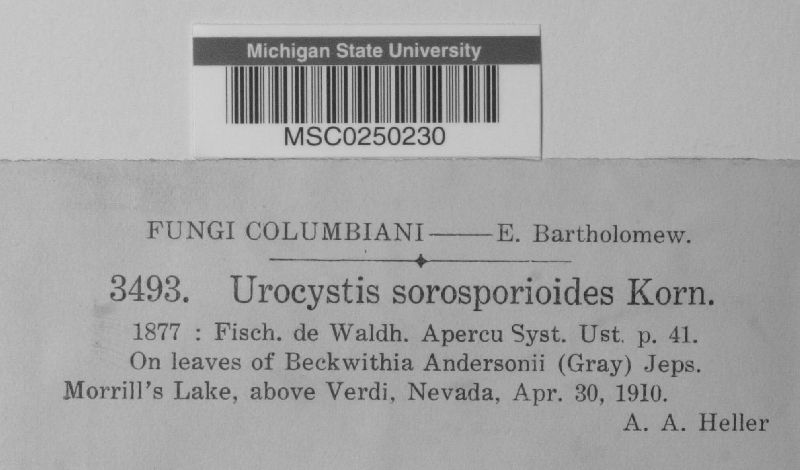 Michigan State University
MSC0250230
FUNGI COLUMBIANI——E. Bartholomew.
3493. Urocystis sorosporioides Korn.
1877 : Fisch. de Waldh. Apercu Syst. Ust. p. 41.
On leaves of Beckwithia Andersonii (Gray) Jeps.
Morrill's Lake, above Verdi, Nevada, Apr. 30, 1910.
A. A. Heller